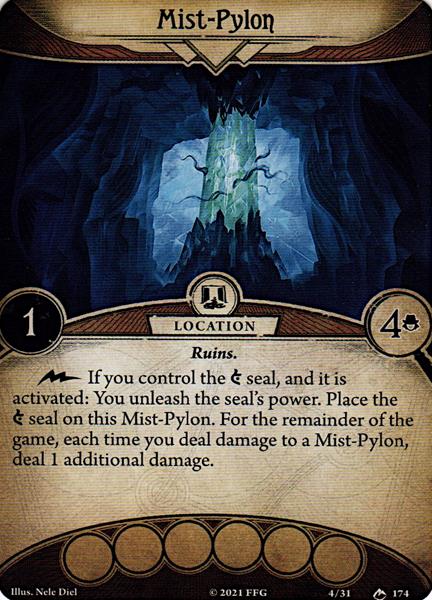 Mist-Pylon
1
4
LOCATION
Ruins.
If you control the seal, and it is
activated: You unleash the seal's power. Place the
seal on this Mist-Pylon. For the remainder of the
game, each time you deal damage to a Mist-Pylon,
deal 1 additional damage.
Illus. Nele Diel
© 2021 FFG
4/31
174